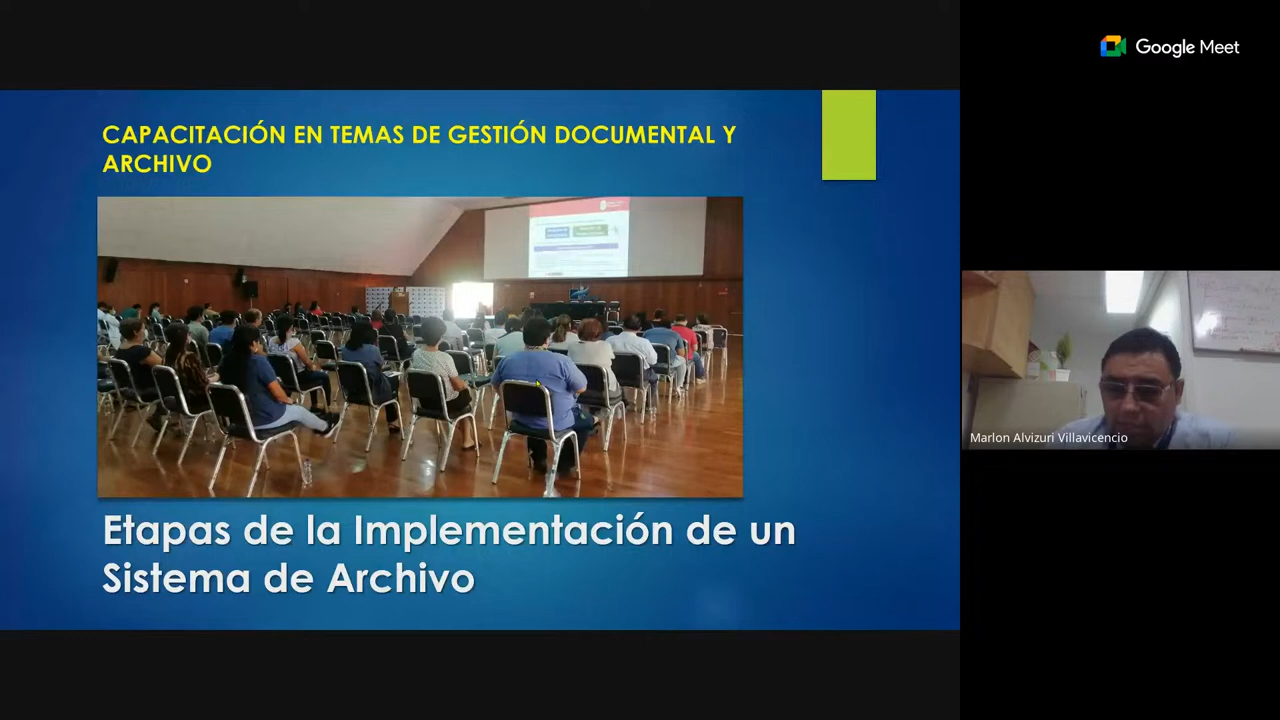 Google Meet
CAPACITACIÓN EN TEMAS DE GESTIÓN DOCUMENTAL Y
ARCHIVO
Etapas de la Implementación de un
Sistema de Archivo
Marlon Alvizuri Villavicencio